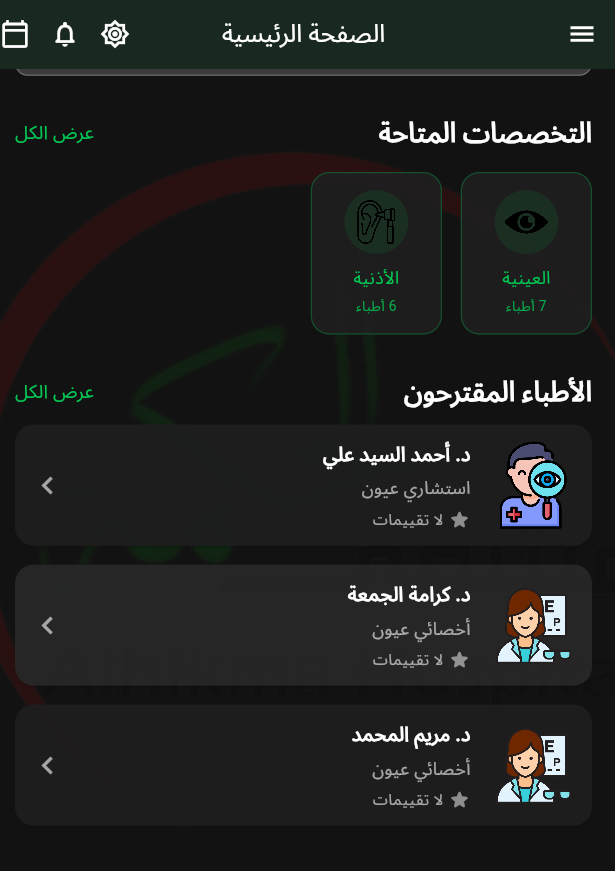 الصفحة الرئيسية
التخصصات المتاحة
عرض الكل
العينية
7 أطباء
الأذنية
6 أطباء
الأطباء المقترحون
عرض الكل
د. أحمد السيد علي
استشاري عيون
لا تقييمات
د. كرامة الجمعة
أخصائي عيون
لا تقييمات
E
P
د. مريم المحمد
أخصائي عيون
لا تقييمات
E
P